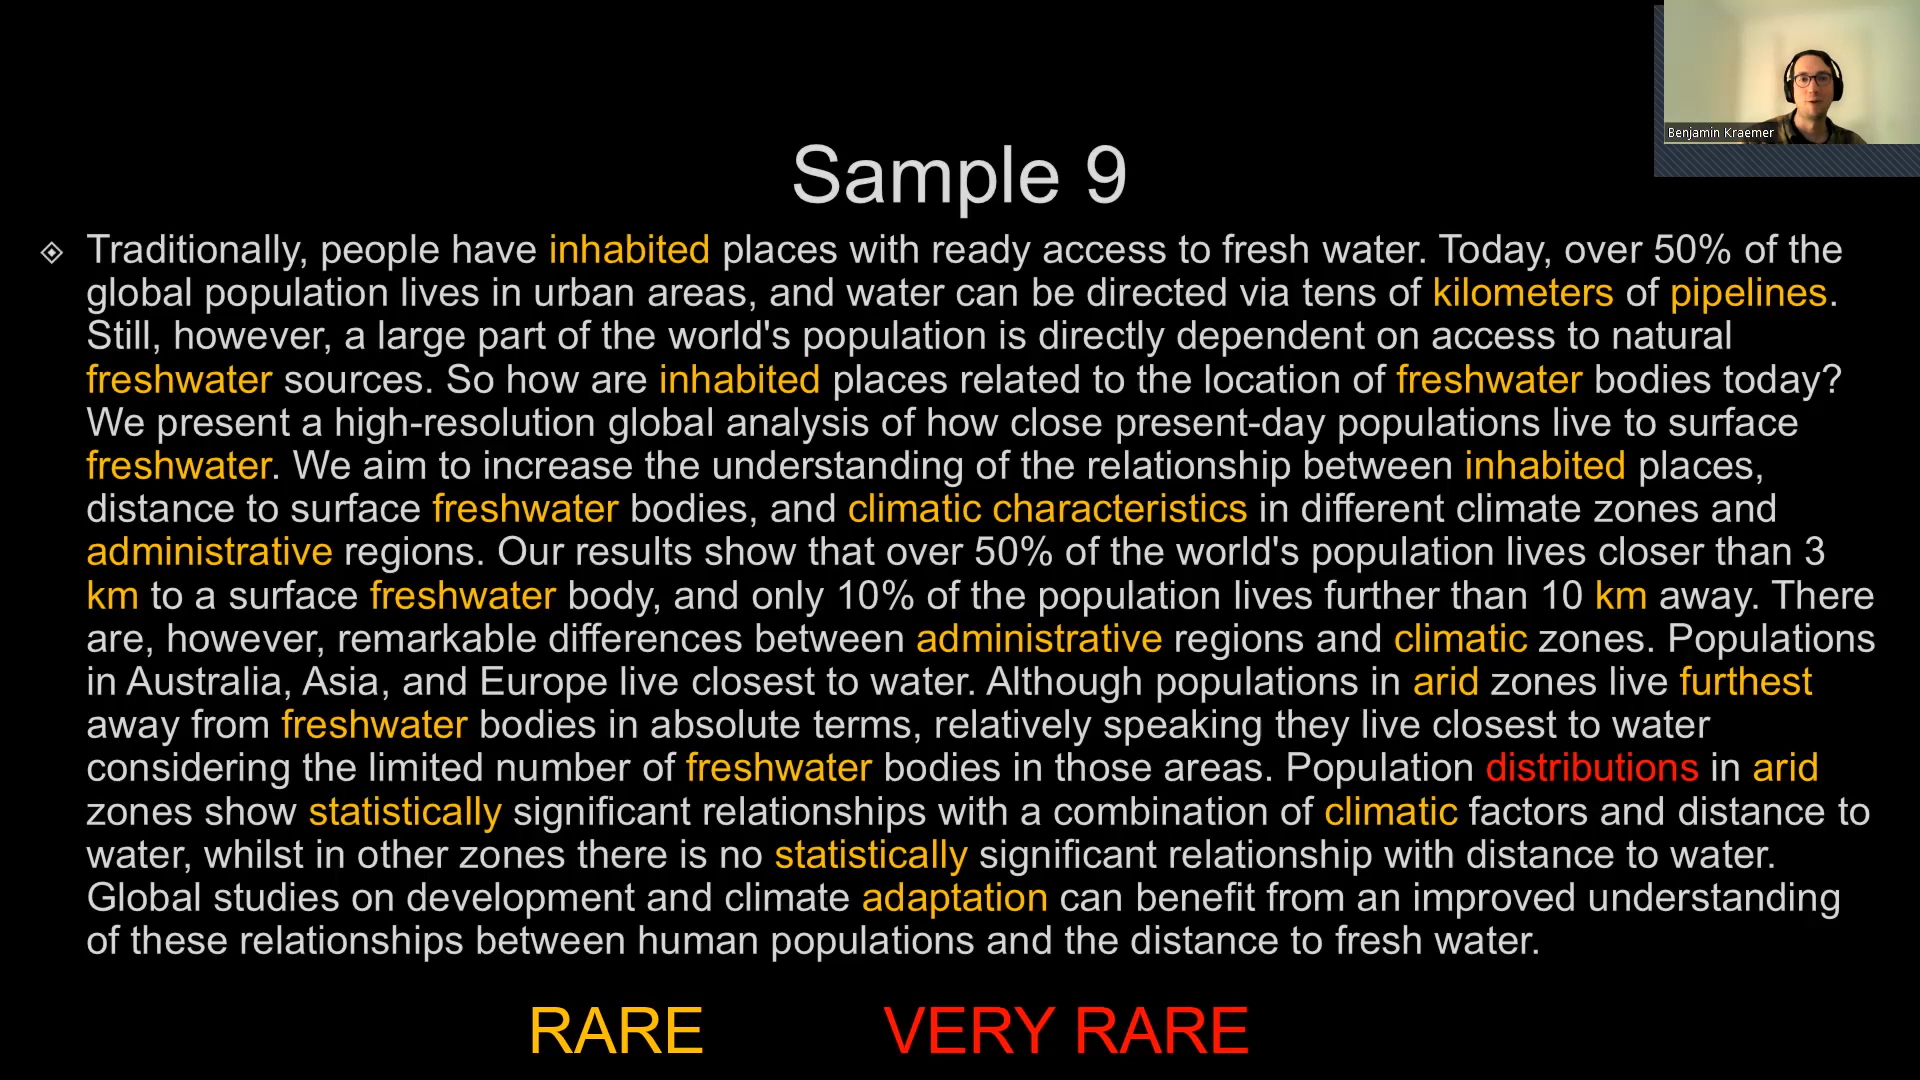 Benjamin Kraemer
Sample 9
Traditionally, people have inhabited places with ready access to fresh water. Today, over 50% of the
global population lives in urban areas, and water can be directed via tens of kilometers of pipelines.
Still, however, a large part of the world's population is directly dependent on access to natural
freshwater sources. So how are inhabited places related to the location of freshwater bodies today?
We present a high-resolution global analysis of how close present-day populations live to surface
freshwater. We aim to increase the understanding of the relationship between inhabited places,
distance to surface freshwater bodies, and climatic characteristics in different climate zones and
administrative regions. Our results show that over 50% of the world's population lives closer than 3
km to a surface freshwater body, and only 10% of the population lives further than 10 km away. There
are, however, remarkable differences between administrative regions and climatic zones. Populations
in Australia, Asia, and Europe live closest to water. Although populations in arid zones live furthest
away from freshwater bodies in absolute terms, relatively speaking they live closest to water
considering the limited number of freshwater bodies in those areas. Population distributions in arid
zones show statistically significant relationships with a combination of climatic factors and distance to
water, whilst in other zones there is no statistically significant relationship with distance to water.
Global studies on development and climate adaptation can benefit from an improved understanding
of these relationships between human populations and the distance to fresh water.
RARE VERY RARE